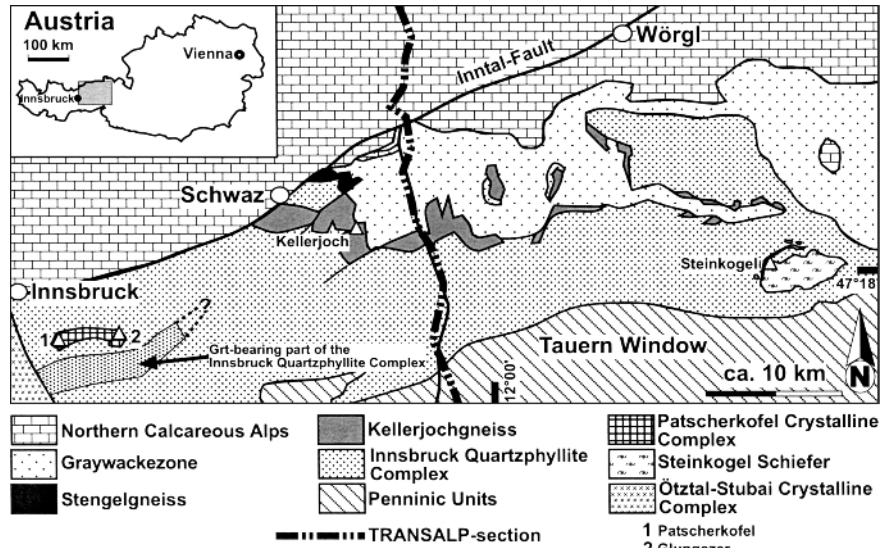 Austria
100 km
Vienna
Innsbruck
Wörgl
Inntal-Fault
Schwaz
Kellerjoch
Steinkogel
47°18'
Innsbruck
1
2
?
Grt-bearing part of the
Innsbruck Quartzphyllite Complex
Tauern Window
12°00'
ca. 10 km
N
Northern Calcareous Alps
Graywackezone
Stengelgneiss
Kellerjochgneiss
Innsbruck Quartzphyllite
Complex
Penninic Units
Patscherkofel Crystalline
Complex
Steinkogel Schiefer
Ötztal-Stubai Crystalline
Complex
TRANSALP-section
1 Patscherkofel
2